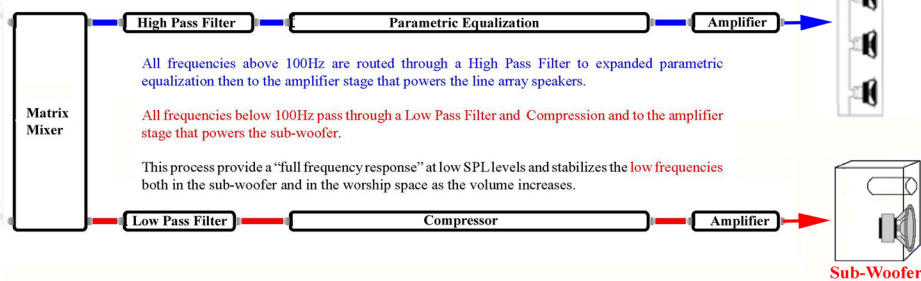 High Pass Filter
Parametric Equalization
Amplifier
All frequencies above 100Hz are routed through a High Pass Filter to expanded parametric
equalization then to the amplifier stage that powers the line array speakers.
Matrix
Mixer
All frequencies below 100Hz pass through a Low Pass Filter and Compression and to the amplifier
stage that powers the sub-woofer.
This process provide a “full frequency response” at low SPL levels and stabilizes the low frequencies
both in the sub-woofer and in the worship space as the volume increases.
Low Pass Filter
Compressor
Amplifier
Sub-Woofer